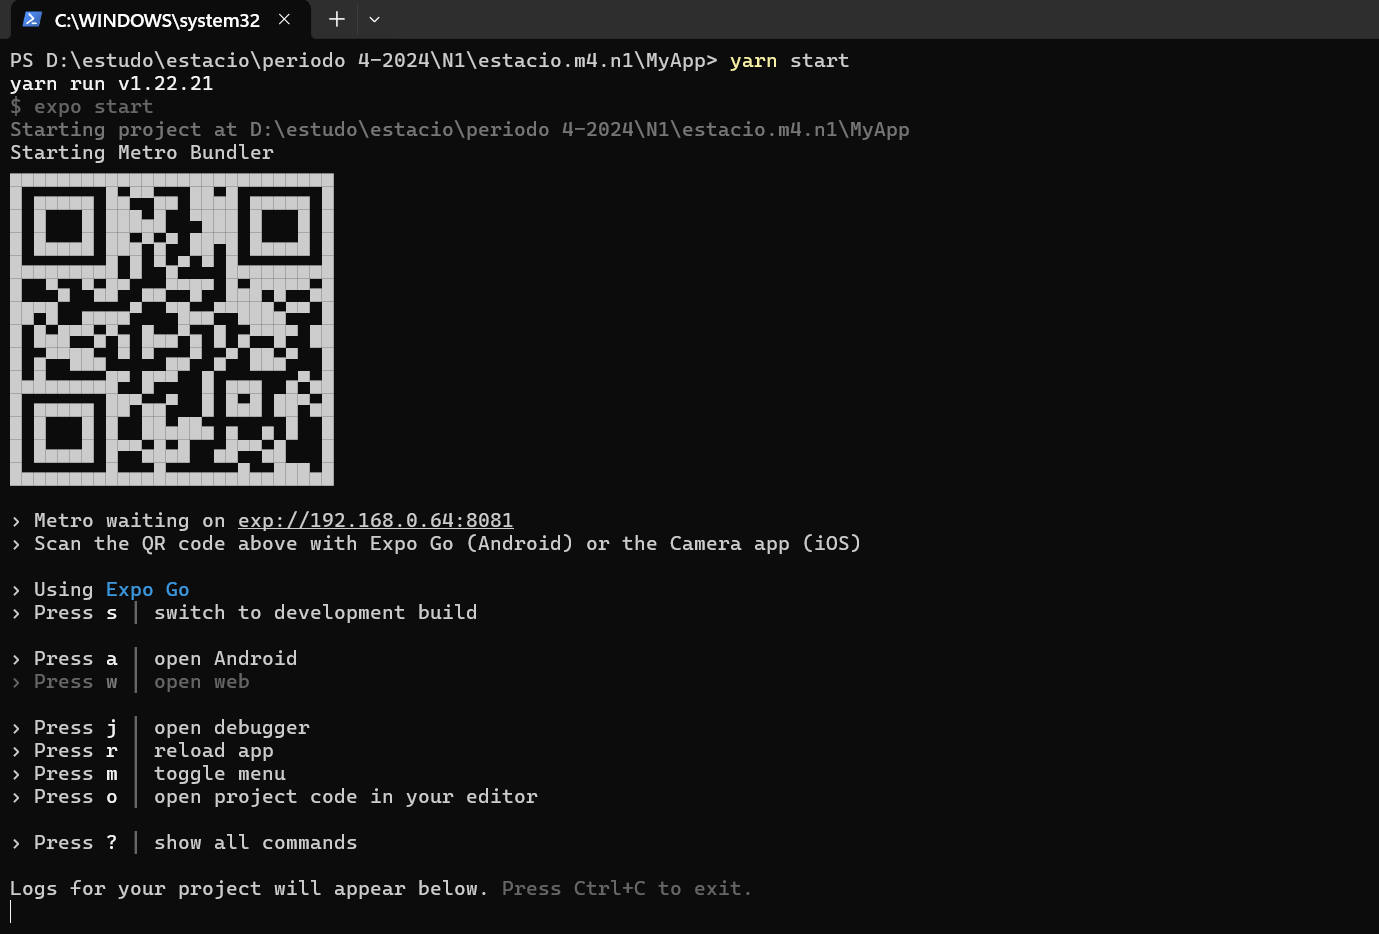 C:\WINDOWS\system32
PS D:\estudo\estacio\periodo 4-2024\N1\estacio.m4.n1\MyApp> yarn start
yarn run v1.22.21
$ expo start
Starting project at D:\estudo\estacio\periodo 4-2024\N1\estacio.m4.n1\MyApp
Starting Metro Bundler
› Metro waiting on exp://192.168.0.64:8081
› Scan the QR code above with Expo Go (Android) or the Camera app (iOS)
› Using Expo Go
› Press s │ switch to development build
› Press a │ open Android
› Press w │ open web
› Press j │ open debugger
› Press r │ reload app
› Press m │ toggle menu
› Press o │ open project code in your editor
› Press ? │ show all commands
Logs for your project will appear below. Press Ctrl+C to exit.